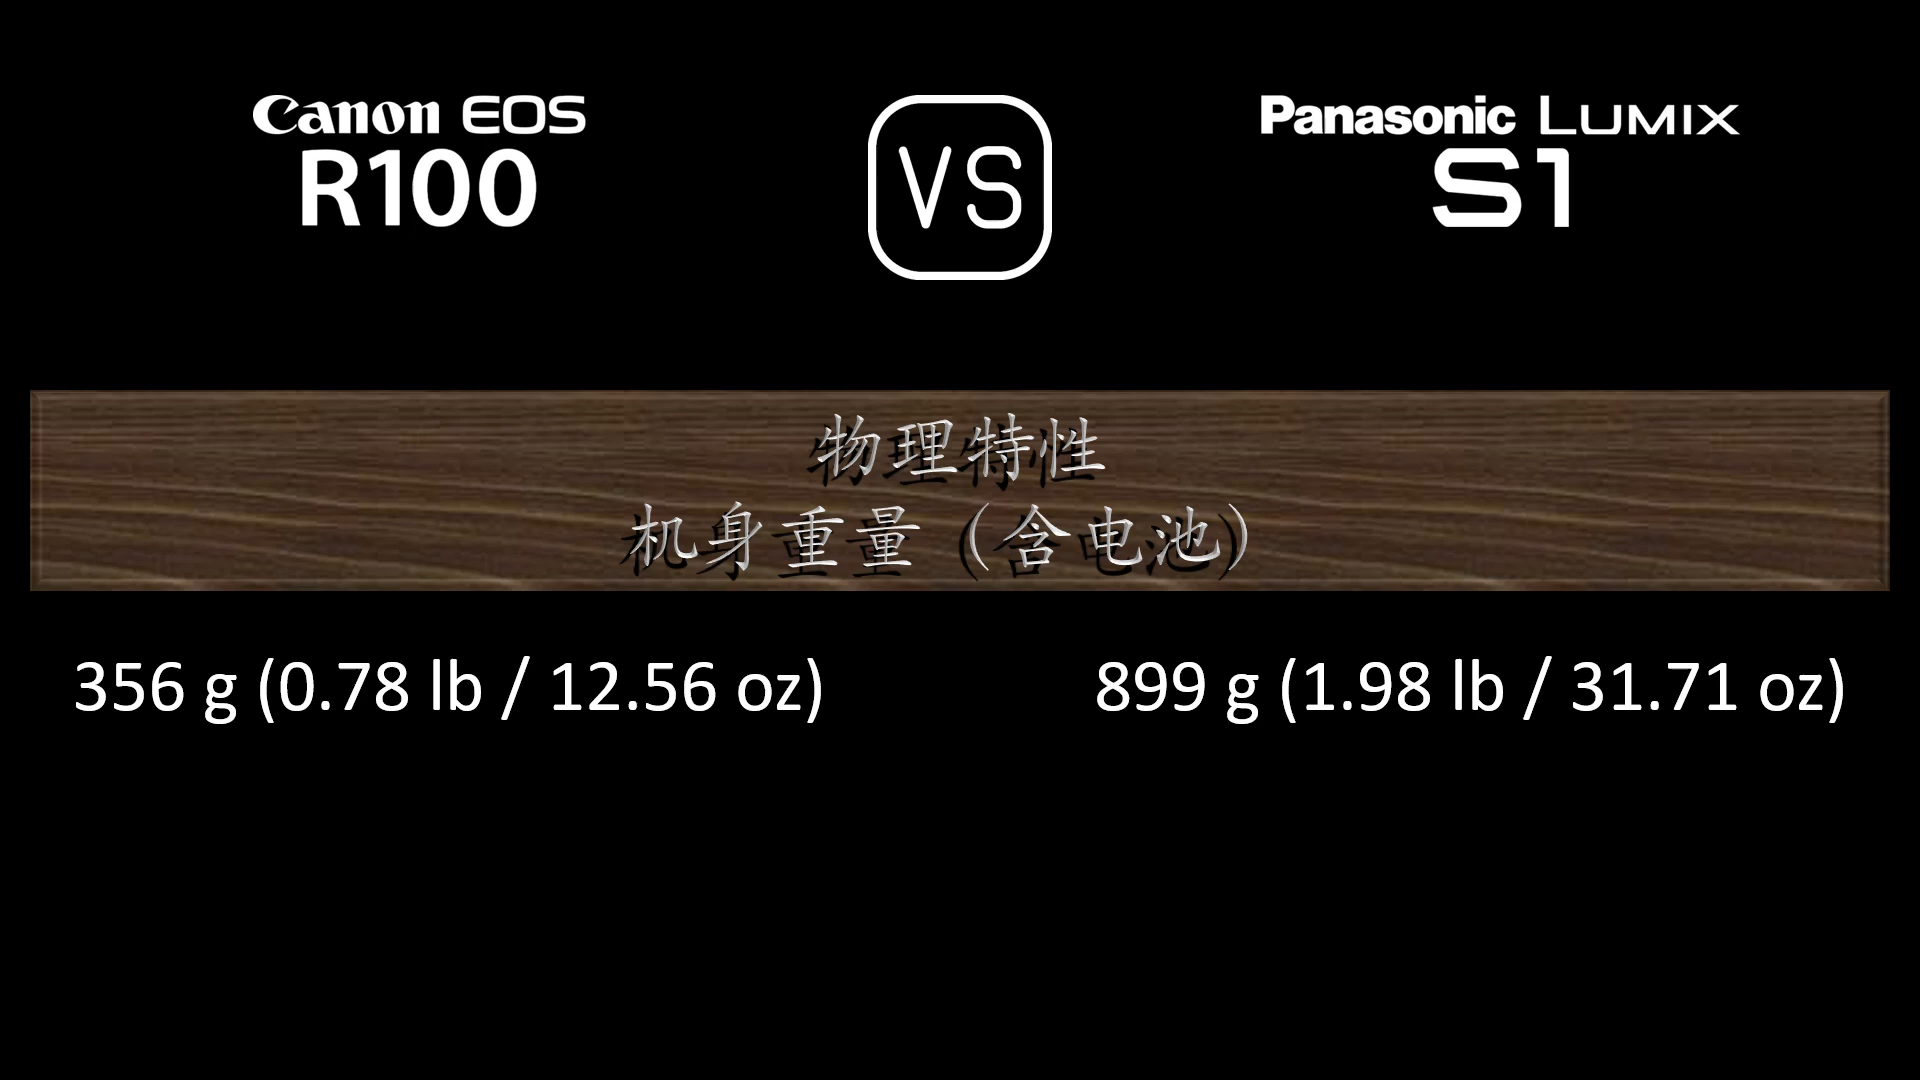 Canon EOS
R100
VS
Panasonic LUMIX
S1
物理特性
机身重量（含电池）
356 g (0.78 lb / 12.56 oz)
899 g (1.98 lb / 31.71 oz)